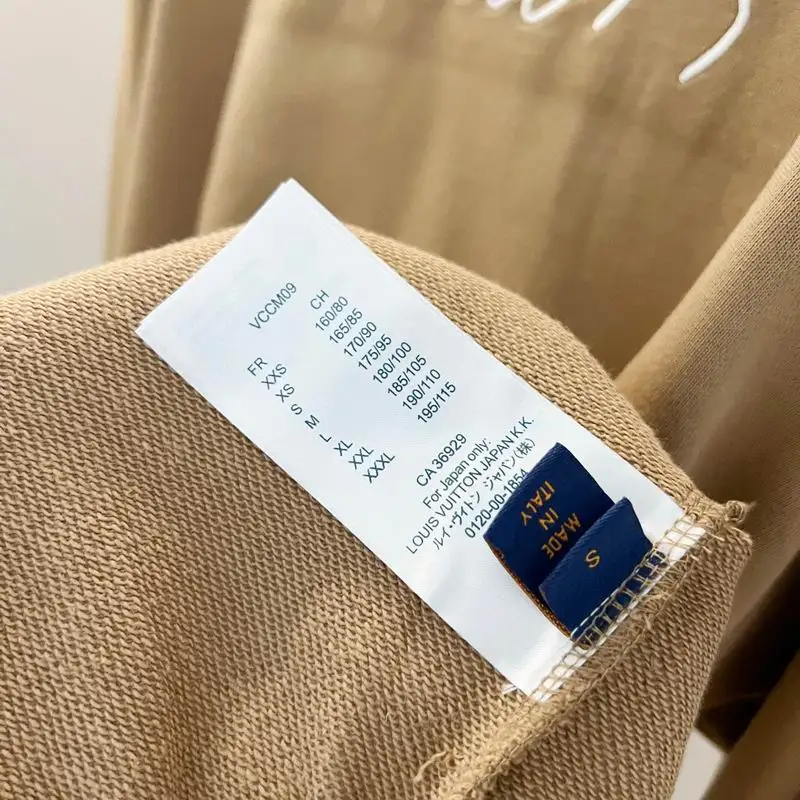 VCCM09
FR CH
XXS 160/80
XS 165/85
S 170/90
M 175/95
L 180/100
XL 185/105
XXL 190/110
XXXL 195/115
CA 36929
For Japan only:
LOUIS VUITTON JAPAN K.K.
ルイ・ヴィトン ジャパン(株)
0120-00-1854
MADE
IN
ITALY
S